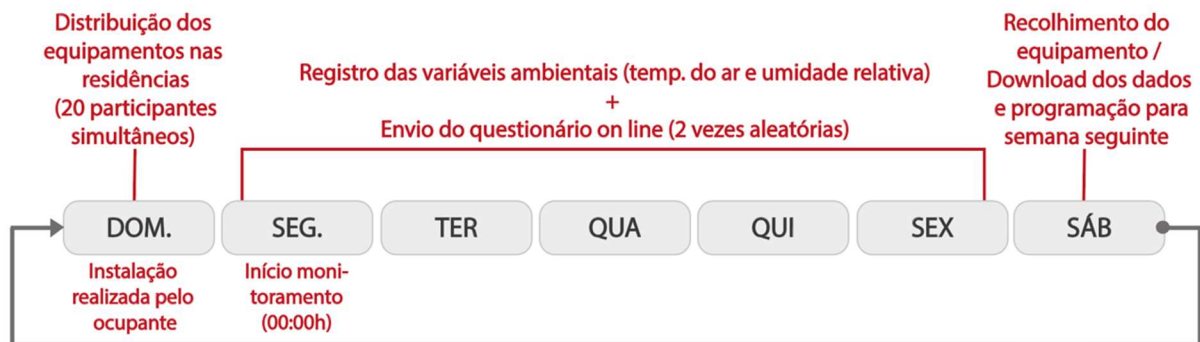 Distribuição dos
equipamentos nas
residências
(20 participantes
simultâneos)
Registro das variáveis ambientais (temp. do ar e umidade relativa)
+
Envio do questionário on line (2 vezes aleatórias)
Recolhimento do
equipamento /
Download dos dados
e programação para
semana seguinte
DOM.
SEG.
TER
QUA
QUI
SEX
SÁB
Instalação
realizada pelo
ocupante
Início moni-
toramento
(00:00h)